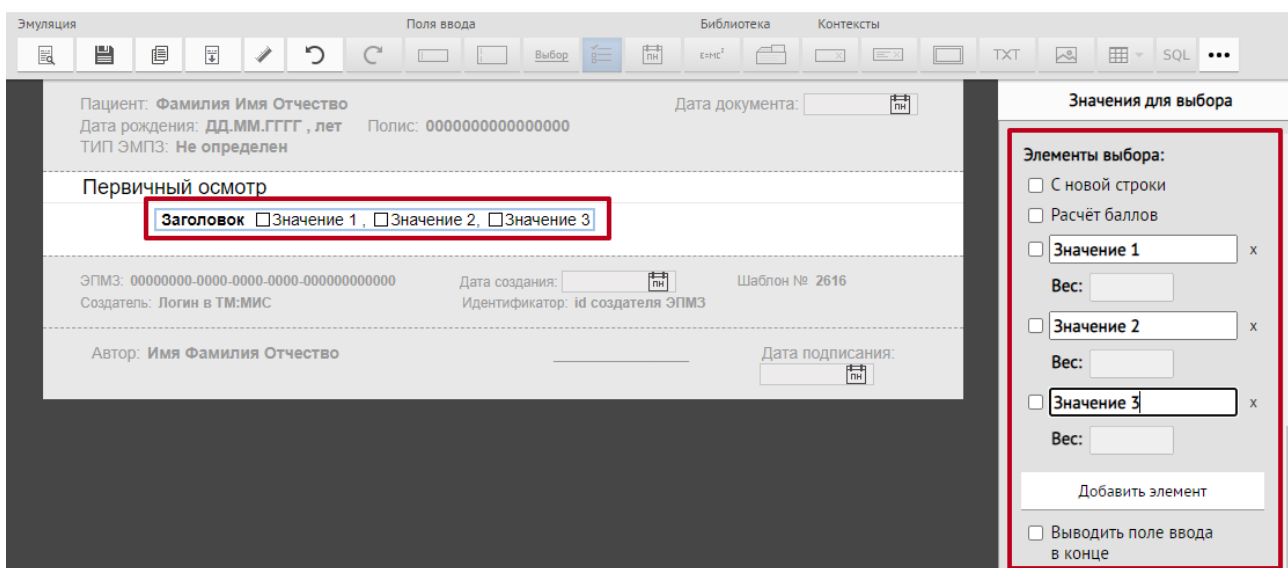 Эмуляция Поля ввода Библиотека Контексты
Выбор ПН Σ=MC² TXT SQL •••
Пациент: Фамилия Имя Отчество Дата документа: ПН
Дата рождения: ДД.ММ.ГГГГ , лет Полис: 0000000000000000
ТИП ЭМПЗ: Не определен
Первичный осмотр
Заголовок Значение 1 , Значение 2, Значение 3
ЭПМЗ: 00000000-0000-0000-0000-000000000000 Дата создания: ПН Шаблон № 2616
Создатель: Логин в ТМ:МИС Идентификатор: id создателя ЭПМЗ
Автор: Имя Фамилия Отчество Дата подписания:
ПН
Значения для выбора
Элементы выбора:
С новой строки
Расчёт баллов
Значение 1 x
Вес:
Значение 2 x
Вес:
Значение 3 x
Вес:
Добавить элемент
Выводить поле ввода
в конце